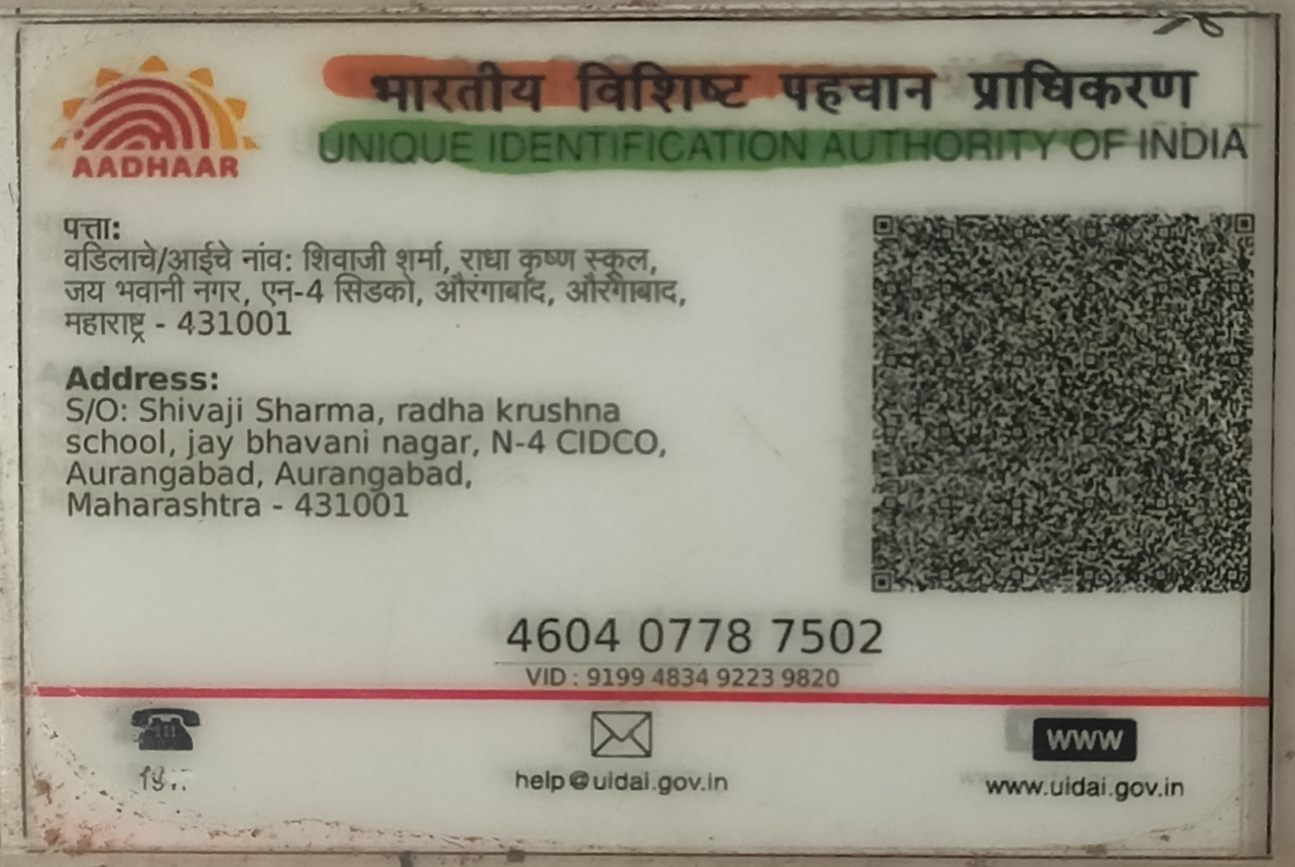 भारतीय विशिष्ट पहचान प्राधिकरण
UNIQUE IDENTIFICATION AUTHORITY OF INDIA
AADHAAR
पत्ता:
वडिलाचे/आईचे नांव: शिवाजी शर्मा, राधा कृष्ण स्कूल,
जय भवानी नगर, एन-4 सिडको, औरंगाबाद, औरंगाबाद,
महाराष्ट्र - 431001
Address:
S/O: Shivaji Sharma, radha krushna
school, jay bhavani nagar, N-4 CIDCO,
Aurangabad, Aurangabad,
Maharashtra - 431001
4604 0778 7502
VID : 9199 4834 9223 9820
www
help@uidai.gov.in
www.uidai.gov.in